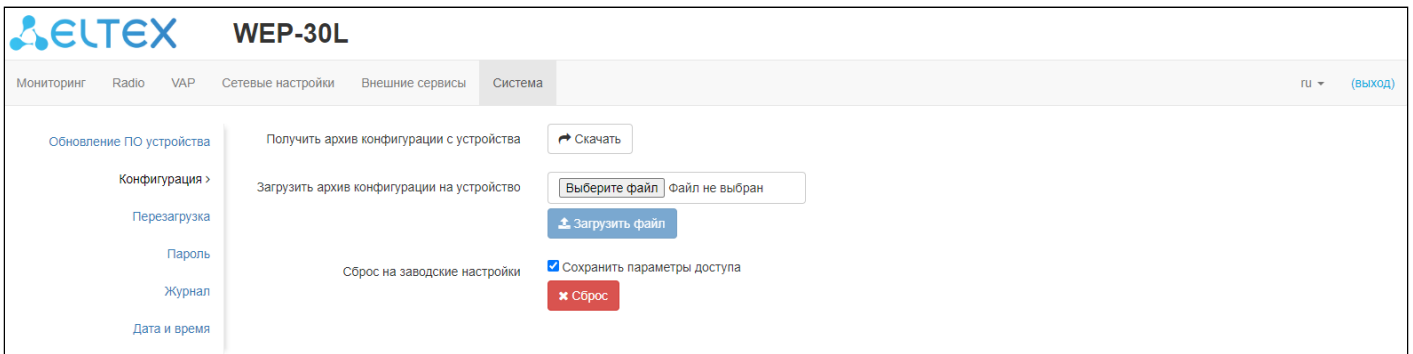 ELTEX WEP-30L
Мониторинг Radio VAP Сетевые настройки Внешние сервисы Система ru (выход)
Обновление ПО устройства
Конфигурация >
Перезагрузка
Пароль
Журнал
Дата и время
Получить архив конфигурации с устройства Скачать
Загрузить архив конфигурации на устройство Выберите файл Файл не выбран
Загрузить файл
Сброс на заводские настройки Сохранить параметры доступа
Сброс